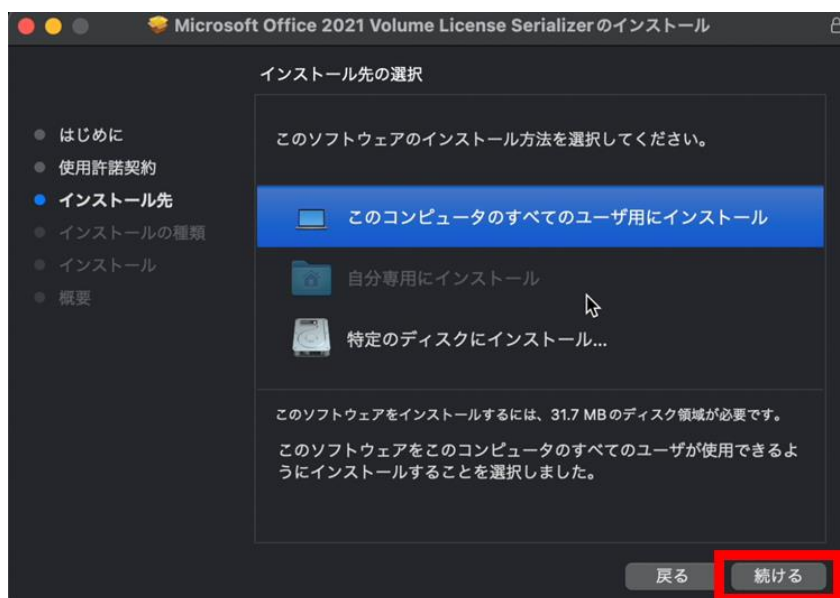 Microsoft Office 2021 Volume License Serializerのインストール
インストール先の選択
はじめに
使用許諾契約
インストール先
インストールの種類
インストール
概要
このソフトウェアのインストール方法を選択してください。
このコンピュータのすべてのユーザ用にインストール
自分専用にインストール
特定のディスクにインストール...
このソフトウェアをインストールするには、31.7 MBのディスク領域が必要です。
このソフトウェアをこのコンピュータのすべてのユーザが使用できるよ
うにインストールすることを選択しました。
戻る
続ける